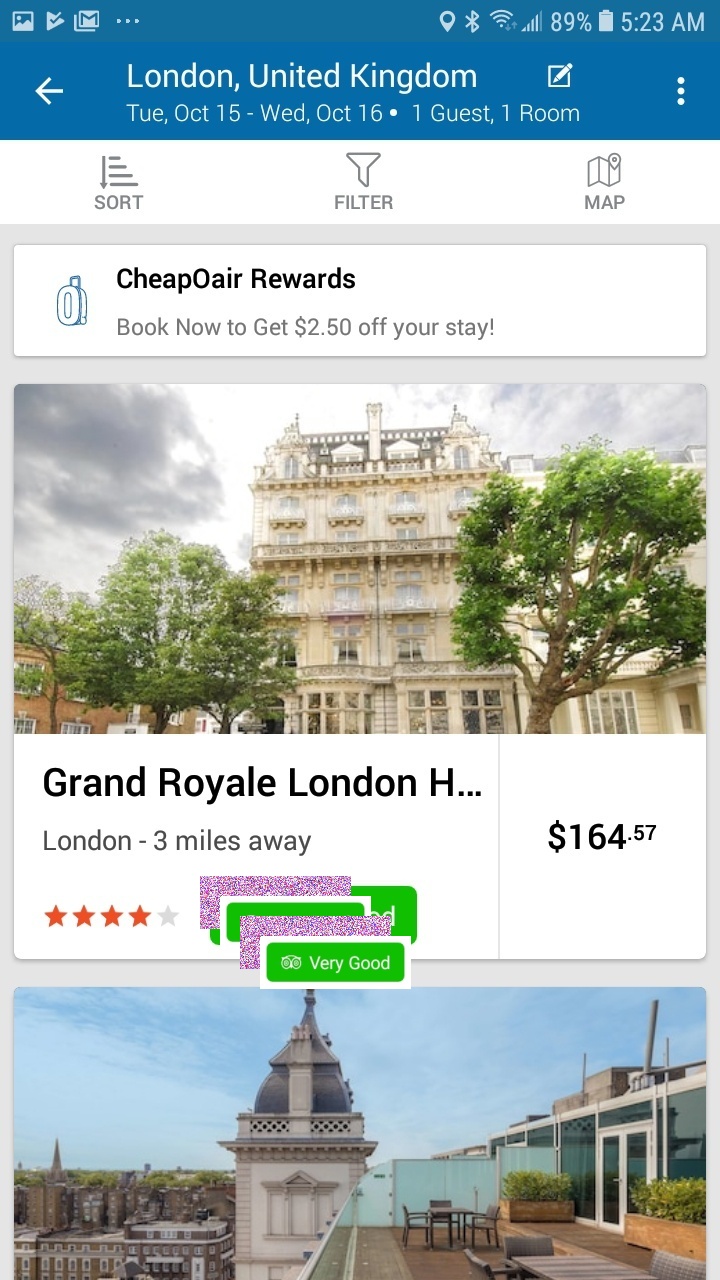 89% 5:23 AM
London, United Kingdom
Tue, Oct 15 - Wed, Oct 16 • 1 Guest, 1 Room
SORT FILTER MAP
CheapOair Rewards
Book Now to Get $2.50 off your stay!
Grand Royale London H...
London - 3 miles away
$164.57
Very Good